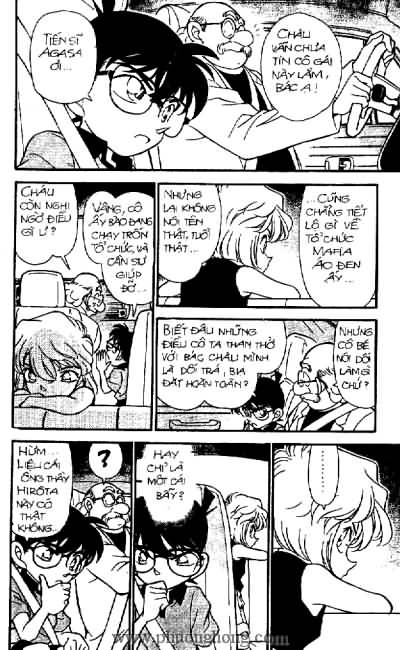 TIẾN SĨ
AGASA
ƠI...
CHÁU
VẪN CHƯA
TIN CÔ GÁI
NÀY LẮM,
BÁC Ạ!
CHÁU
CÒN NGHI
NGỜ ĐIỀU
GÌ Ư?
VÂNG, CÔ
ẤY BẢO ĐANG
CHẠY TRỐN
TỔ CHỨC, VÀ
CẦN SỰ
GIÚP
ĐỠ...
NHƯNG
LẠI KHÔNG
NÓI TÊN
THẬT, TUỔI
THẬT...
...CŨNG
CHẲNG TIẾT
LỘ GÌ VỀ
TỔ CHỨC
MAFIA
ÁO ĐEN
ẤY...
BIẾT ĐÂU NHỮNG
ĐIỀU CÔ TA THAN THỞ
VỚI BÁC CHÁU MÌNH
LÀ DỐI TRÁ, BỊA
ĐẶT HOÀN TOÀN?
NHƯNG
CÔ BÉ
NÓI DỐI
LÀM GÌ
CHỨ?
HỪM...
LIỆU CÁI
ÔNG THẦY
HIROTA
NÀY CÓ
THẬT
KHÔNG...
?
HAY
CHỈ LÀ
MỘT CÁI
BẪY?
........